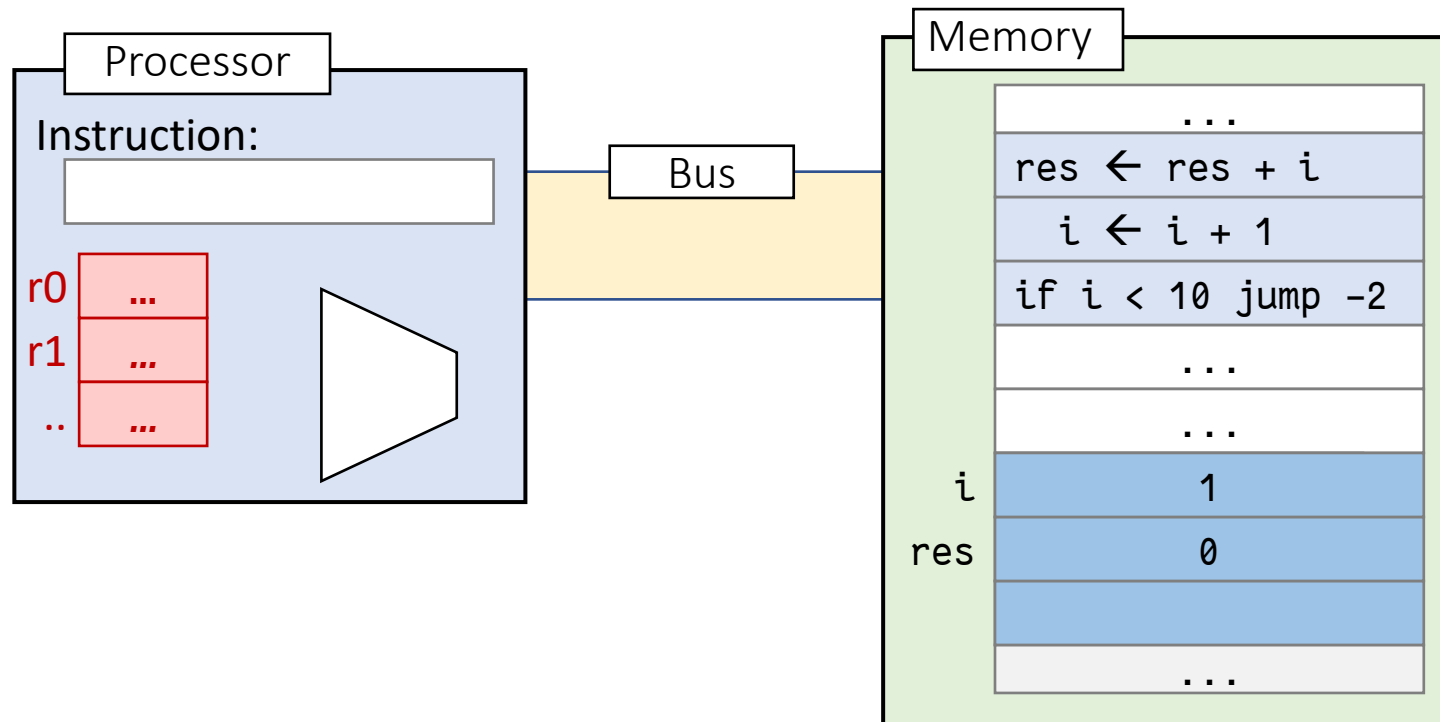 Processor
Instruction:
r0 ...
r1 ...
.. ...
Bus
Memory
...
res ← res + i
i ← i + 1
if i < 10 jump -2
...
...
i 1
res 0
...